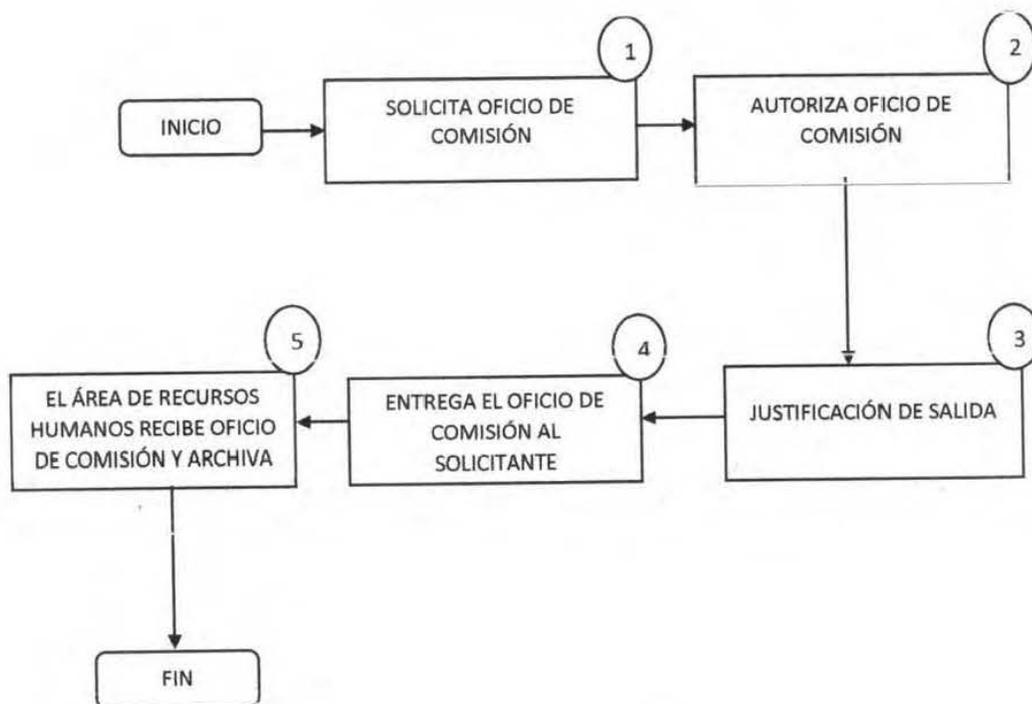 INICIO
1
SOLICITA OFICIO DE
COMISIÓN
2
AUTORIZA OFICIO DE
COMISIÓN
3
JUSTIFICACIÓN DE SALIDA
4
ENTREGA EL OFICIO DE
COMISIÓN AL
SOLICITANTE
5
EL ÁREA DE RECURSOS
HUMANOS RECIBE OFICIO
DE COMISIÓN Y ARCHIVA
FIN